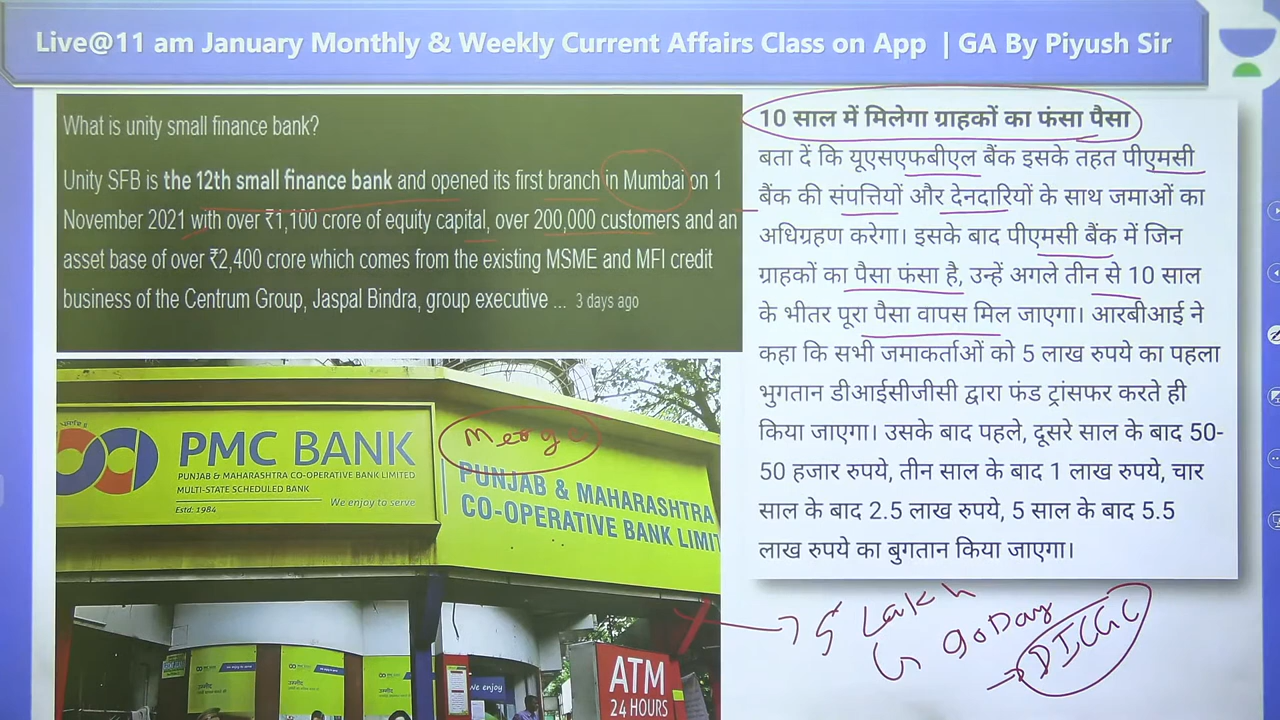 Live@11 am January Monthly & Weekly Current Affairs Class on App | GA By Piyush Sir
What is unity small finance bank?
Unity SFB is the 12th small finance bank and opened its first branch in Mumbai on 1
November 2021 with over ₹1,100 crore of equity capital, over 200,000 customers and an
asset base of over ₹2,400 crore which comes from the existing MSME and MFI credit
business of the Centrum Group, Jaspal Bindra, group executive ... 3 days ago
10 साल में मिलेगा ग्राहकों का फंसा पैसा
बता दें कि यूएसएफबीएल बैंक इसके तहत पीएमसी
बैंक की संपत्तियों और देनदारियों के साथ जमाओं का
अधिग्रहण करेगा। इसके बाद पीएमसी बैंक में जिन
ग्राहकों का पैसा फंसा है, उन्हें अगले तीन से 10 साल
के भीतर पूरा पैसा वापस मिल जाएगा। आरबीआई ने
कहा कि सभी जमाकर्ताओं को 5 लाख रुपये का पहला
भुगतान डीआईसीजीसी द्वारा फंड ट्रांसफर करते ही
किया जाएगा। उसके बाद पहले, दूसरे साल के बाद 50-
50 हजार रुपये, तीन साल के बाद 1 लाख रुपये, चार
साल के बाद 2.5 लाख रुपये, 5 साल के बाद 5.5
लाख रुपये का बुगतान किया जाएगा।
PMC BANK
PUNJAB & MAHARASHTRA CO-OPERATIVE BANK LIMITED
MULTI-STATE SCHEDULED BANK
We enjoy to serve
Estd: 1984
Merge
PUNJAB & MAHARASHTRA
CO-OPERATIVE BANK LIMIT
5 Lakh
90 Day
DICGC
We enjoy
ATM
24 HOURS